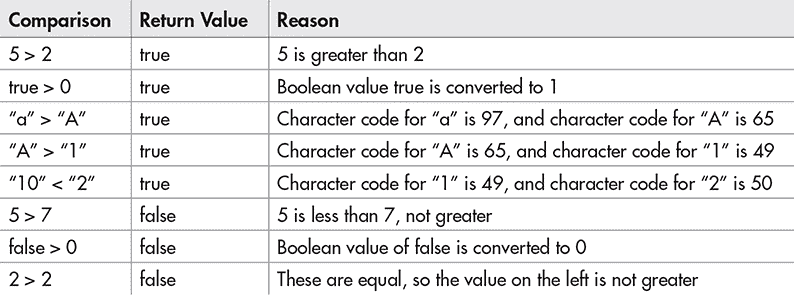 Comparison Return Value Reason
5 > 2 true 5 is greater than 2
true > 0 true Boolean value true is converted to 1
“a” > “A” true Character code for “a” is 97, and character code for “A” is 65
“A” > “1” true Character code for “A” is 65, and character code for “1” is 49
“10” < “2” true Character code for “1” is 49, and character code for “2” is 50
5 > 7 false 5 is less than 7, not greater
false > 0 false Boolean value of false is converted to 0
2 > 2 false These are equal, so the value on the left is not greater